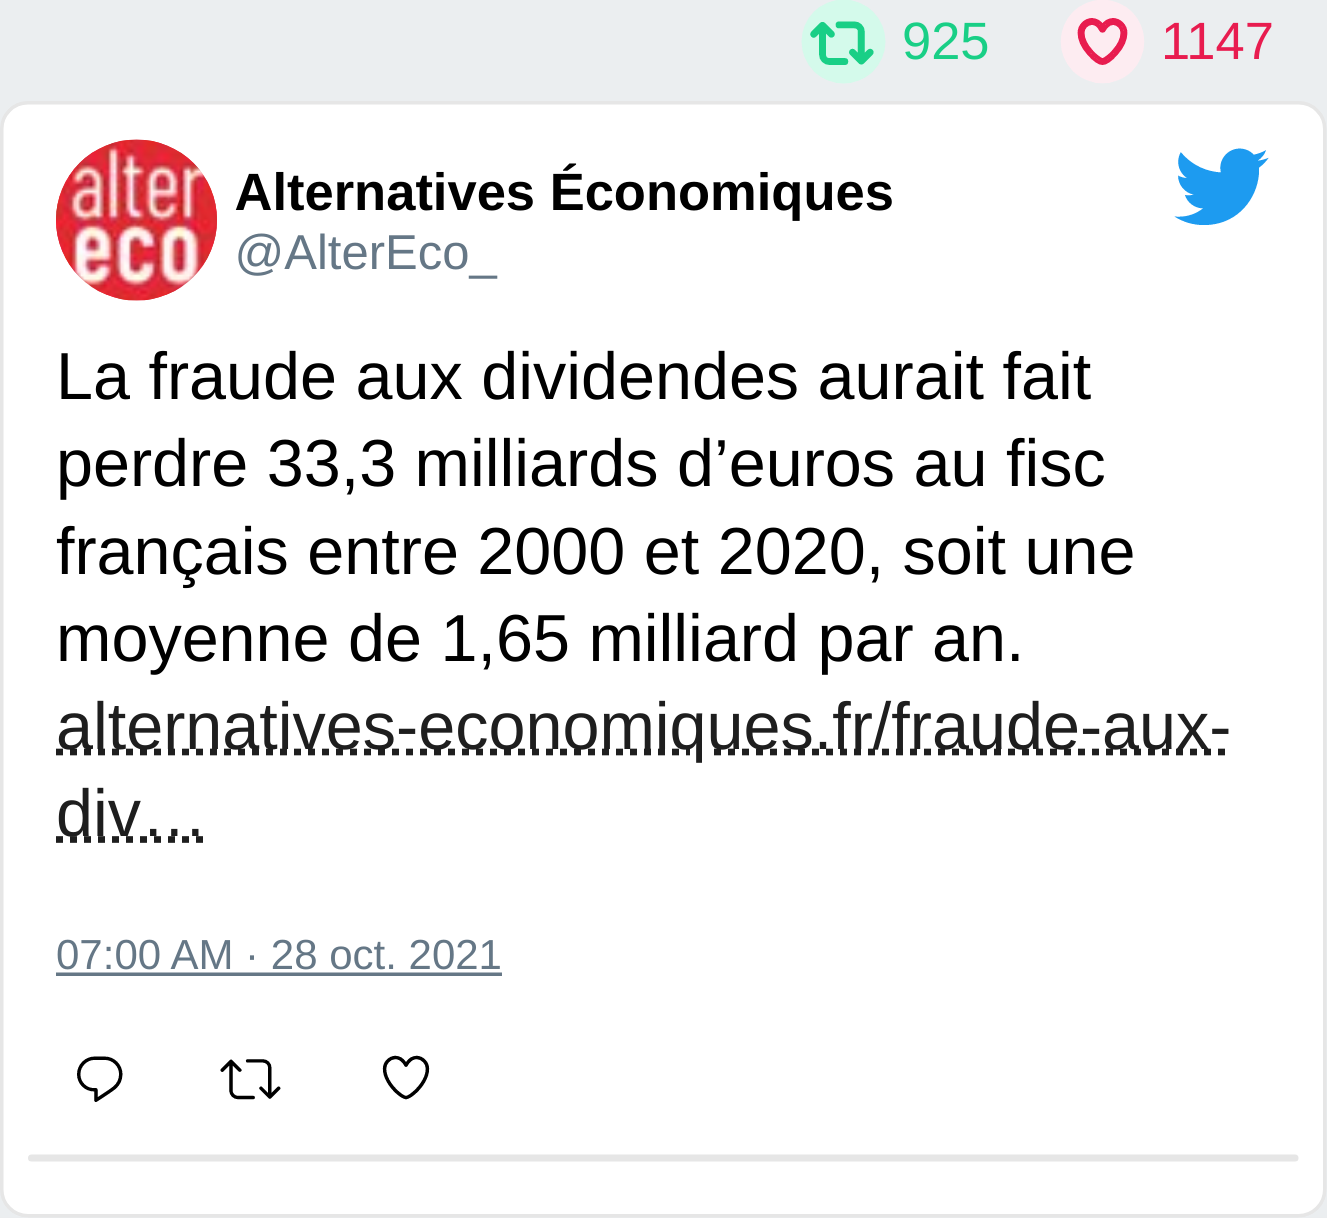 925 1147
alter
eco
Alternatives Économiques
@AlterEco_
La fraude aux dividendes aurait fait
perdre 33,3 milliards d’euros au fisc
français entre 2000 et 2020, soit une
moyenne de 1,65 milliard par an.
alternatives-economiques.fr/fraude-aux-
div…
07:00 AM · 28 oct. 2021